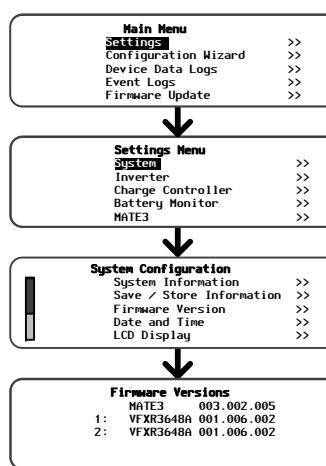 Main Menu
Settings >>
Configuration Wizard >>
Device Data Logs >>
Event Logs >>
Firmware Update >>
Settings Menu
System >>
Inverter >>
Charge Controller >>
Battery Monitor >>
MATE3 >>
System Configuration
System Information >>
Save / Store Information >>
Firmware Version >>
Date and Time >>
LCD Display >>
Firmware Versions
MATE3 003.002.005
1: VFXR3648A 001.006.002
2: VFXR3648A 001.006.002